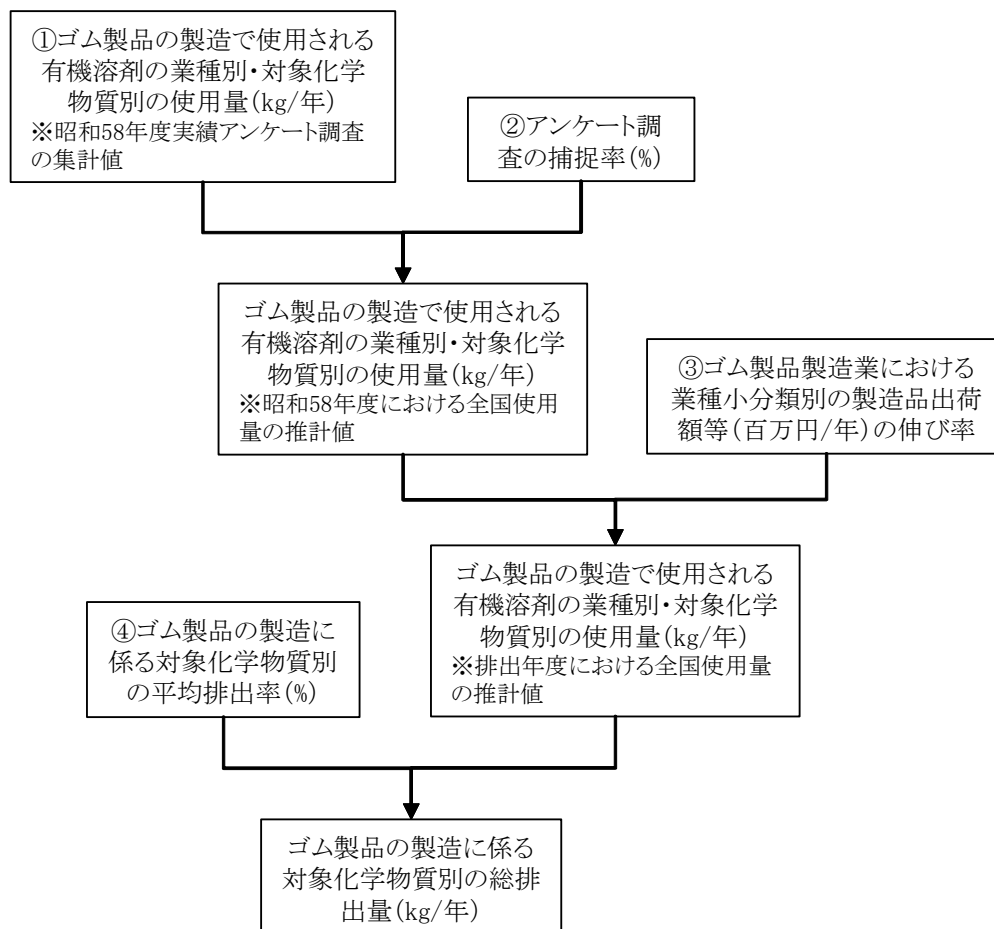 ①ゴム製品の製造で使用される
有機溶剤の業種別・対象化学
物質別の使用量(kg/年)
※昭和58年度実績アンケート調査
の集計値
②アンケート調
査の捕捉率(%)
ゴム製品の製造で使用される
有機溶剤の業種別・対象化学
物質別の使用量(kg/年)
※昭和58年度における全国使用
量の推計値
③ゴム製品製造業における
業種小分類別の製造品出荷
額等(百万円/年)の伸び率
ゴム製品の製造で使用される
有機溶剤の業種別・対象化学
物質別の使用量(kg/年)
※排出年度における全国使用量
の推計値
④ゴム製品の製造に
係る対象化学物質別
の平均排出率(%)
ゴム製品の製造に係る
対象化学物質別の総排
出量(kg/年)